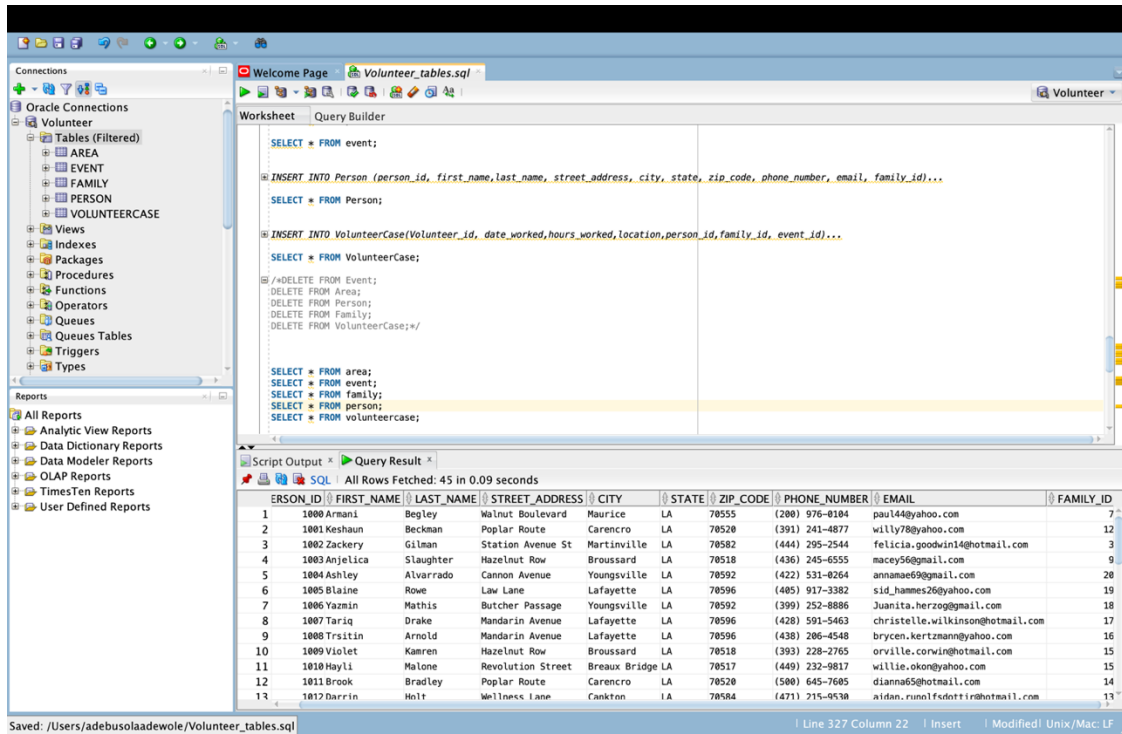 Connections
Oracle Connections
Volunteer
Tables (Filtered)
AREA
EVENT
FAMILY
PERSON
VOLUNTEERCASE
Views
Indexes
Packages
Procedures
Functions
Operators
Queues
Queues Tables
Triggers
Types
Reports
All Reports
Analytic View Reports
Data Dictionary Reports
Data Modeler Reports
OLAP Reports
TimesTen Reports
User Defined Reports
Welcome Page Volunteer_tables.sql
Volunteer
Worksheet Query Builder
SELECT * FROM event;
INSERT INTO Person (person_id, first_name,last_name, street_address, city, state, zip_code, phone_number, email, family_id)...
SELECT * FROM Person;
INSERT INTO VolunteerCase(Volunteer_id, date_worked,hours_worked,location,person_id,family_id, event_id)...
SELECT * FROM VolunteerCase;
/*DELETE FROM Event;
DELETE FROM Area;
DELETE FROM Person;
DELETE FROM Family;
DELETE FROM VolunteerCase;*/
SELECT * FROM area;
SELECT * FROM event;
SELECT * FROM family;
SELECT * FROM person;
SELECT * FROM volunteercase;
Script Output Query Result
SQL All Rows Fetched: 45 in 0.09 seconds
ERSON_ID FIRST_NAME LAST_NAME STREET_ADDRESS CITY STATE ZIP_CODE PHONE_NUMBER EMAIL FAMILY_ID
1 1000 Armani Begley Walnut Boulevard Maurice LA 70555 (200) 976-0104 paul44@yahoo.com 7
2 1001 Keshaun Beckman Poplar Route Carencro LA 70520 (391) 241-4877 willy78@yahoo.com 12
3 1002 Zackery Gilman Station Avenue St Martinville LA 70582 (444) 295-2544 felicia.goodwin14@hotmail.com 3
4 1003 Anjelica Slaughter Hazelnut Row Broussard LA 70518 (436) 245-6555 macey56@gmail.com 9
5 1004 Ashley Alvarrado Cannon Avenue Youngsville LA 70592 (422) 531-0264 annamae69@gmail.com 20
6 1005 Blaine Rowe Law Lane Lafayette LA 70596 (405) 917-3382 sid_hammes26@yahoo.com 19
7 1006 Yazmin Mathis Butcher Passage Youngsville LA 70592 (399) 252-8886 Juanita.herzog@gmail.com 18
8 1007 Tariq Drake Mandarin Avenue Lafayette LA 70596 (428) 591-5463 christelle.wilkinson@hotmail.com 17
9 1008 Trsitin Arnold Mandarin Avenue Lafayette LA 70596 (438) 206-4548 brycen.kertzmann@yahoo.com 16
10 1009 Violet Kamren Hazelnut Row Broussard LA 70518 (393) 228-2765 orville.corwin@hotmail.com 15
11 1010 Hayli Malone Revolution Street Breaux Bridge LA 70517 (449) 232-9817 willie.okon@yahoo.com 15
12 1011 Brook Bradley Poplar Route Carencro LA 70520 (500) 645-7605 dianna65@hotmail.com 14
13 1012 Darrin Holt Wellness Lane Cankton LA 70584 (471) 215-9530 aidan.runolfsdottir@hotmail.com 13
Saved: /Users/adebusolaadewole/Volunteer_tables.sql
Line 327 Column 22 Insert Modified Unix/Mac: LF